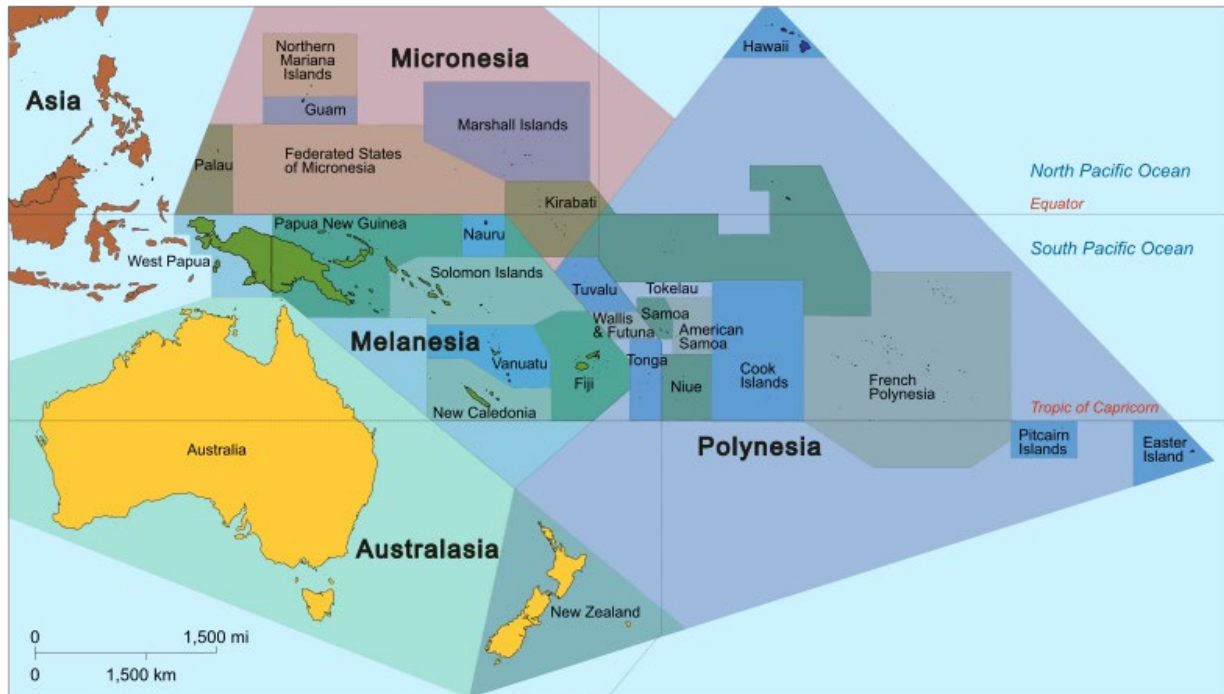 Asia
Micronesia
Northern
Mariana
Islands
Guam
Marshall Islands
Palau
Federated States
of Micronesia
Kirabati
Hawaii
North Pacific Ocean
Equator
South Pacific Ocean
Papua New Guinea
Nauru
West Papua
Solomon Islands
Tuvalu
Tokelau
Wallis
& Futuna
Samoa
American
Samoa
Melanesia
Vanuatu
Fiji
Tonga
Niue
Cook
Islands
French
Polynesia
New Caledonia
Tropic of Capricorn
Australia
Polynesia
Pitcairn
Islands
Easter
Island
Australasia
New Zealand
0 1,500 mi
0 1,500 km